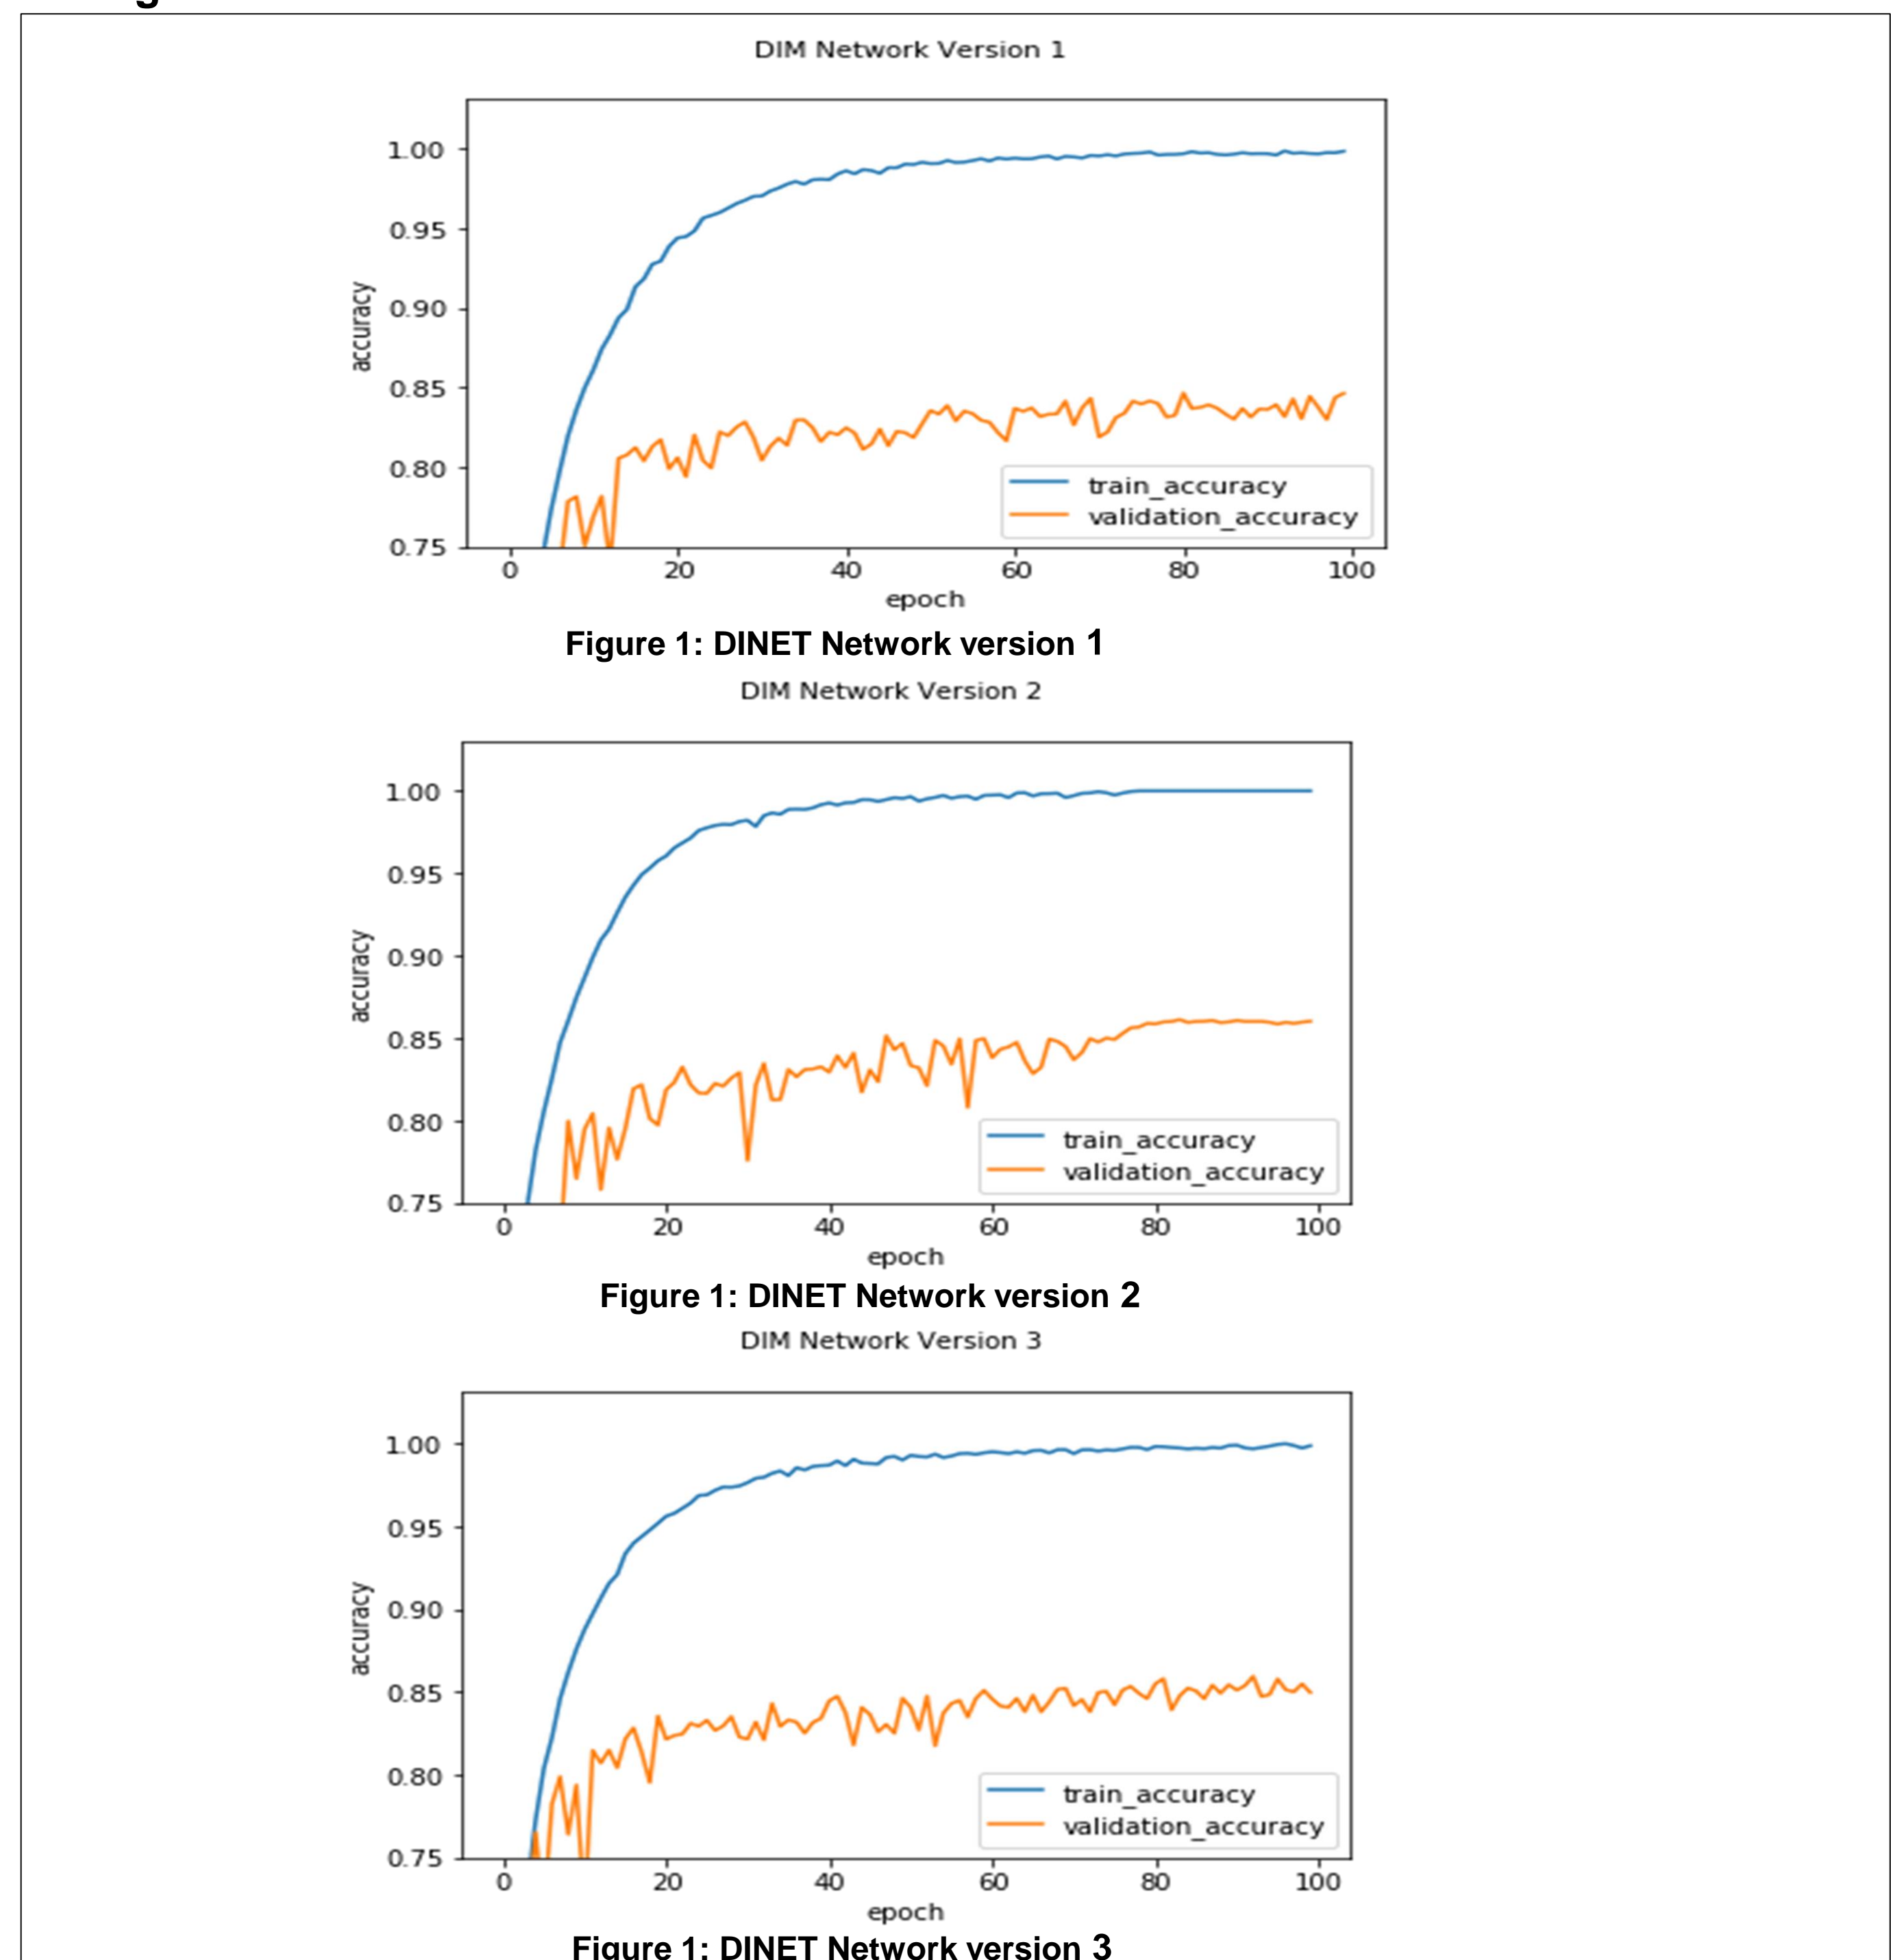 DIM Network Version 1
1.00
0.95
0.90
0.85
0.80
0.75
accuracy
train_accuracy
validation_accuracy
0 20 40 60 80 100
epoch
Figure 1: DINET Network version 1
DIM Network Version 2
1.00
0.95
0.90
0.85
0.80
0.75
accuracy
train_accuracy
validation_accuracy
0 20 40 60 80 100
epoch
Figure 1: DINET Network version 2
DIM Network Version 3
1.00
0.95
0.90
0.85
0.80
0.75
accuracy
train_accuracy
validation_accuracy
0 20 40 60 80 100
epoch
Figure 1: DINET Network version 3